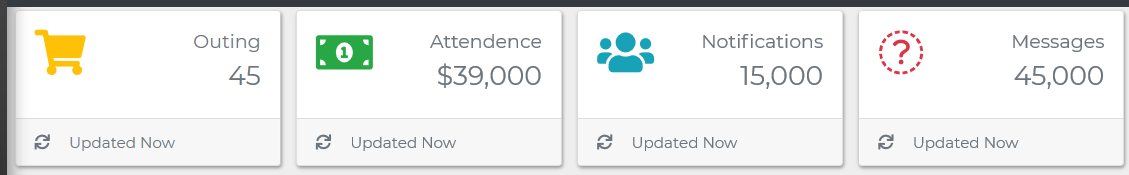 Outing
45
Updated Now
1
Attendence
$39,000
Updated Now
Notifications
15,000
Updated Now
?
Messages
45,000
Updated Now